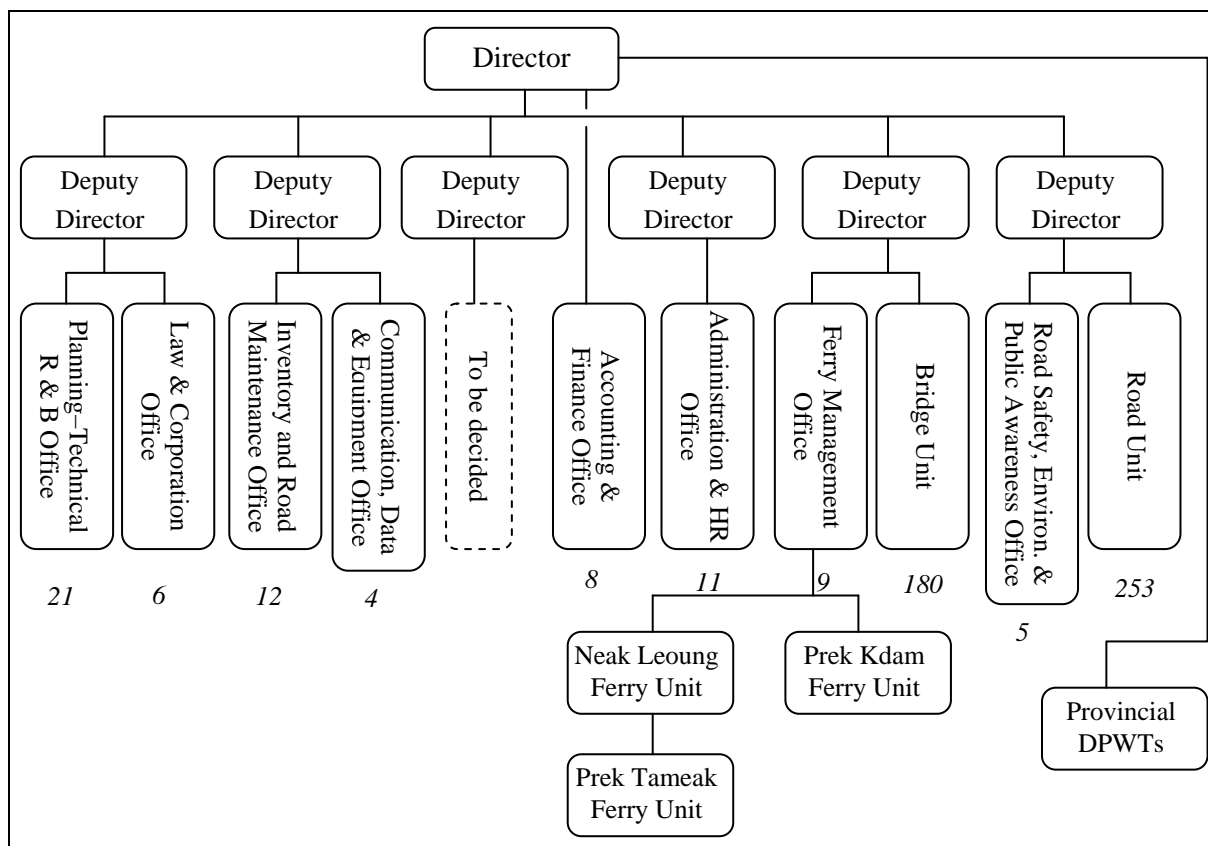 Director
Deputy
Director
Deputy
Director
Deputy
Director
Deputy
Director
Deputy
Director
Deputy
Director
Planning–Technical
R & B Office
Law & Corporation
Office
Inventory and Road
Maintenance Office
Communication, Data
& Equipment Office
To be decided
Accounting &
Finance Office
Administration & HR
Office
Ferry Management
Office
Bridge Unit
Road Safety, Environ. &
Public Awareness Office
Road Unit
21
6
12
4
8
11
9
180
5
253
Neak Leoung
Ferry Unit
Prek Kdam
Ferry Unit
Provincial
DPWTs
Prek Tameak
Ferry Unit